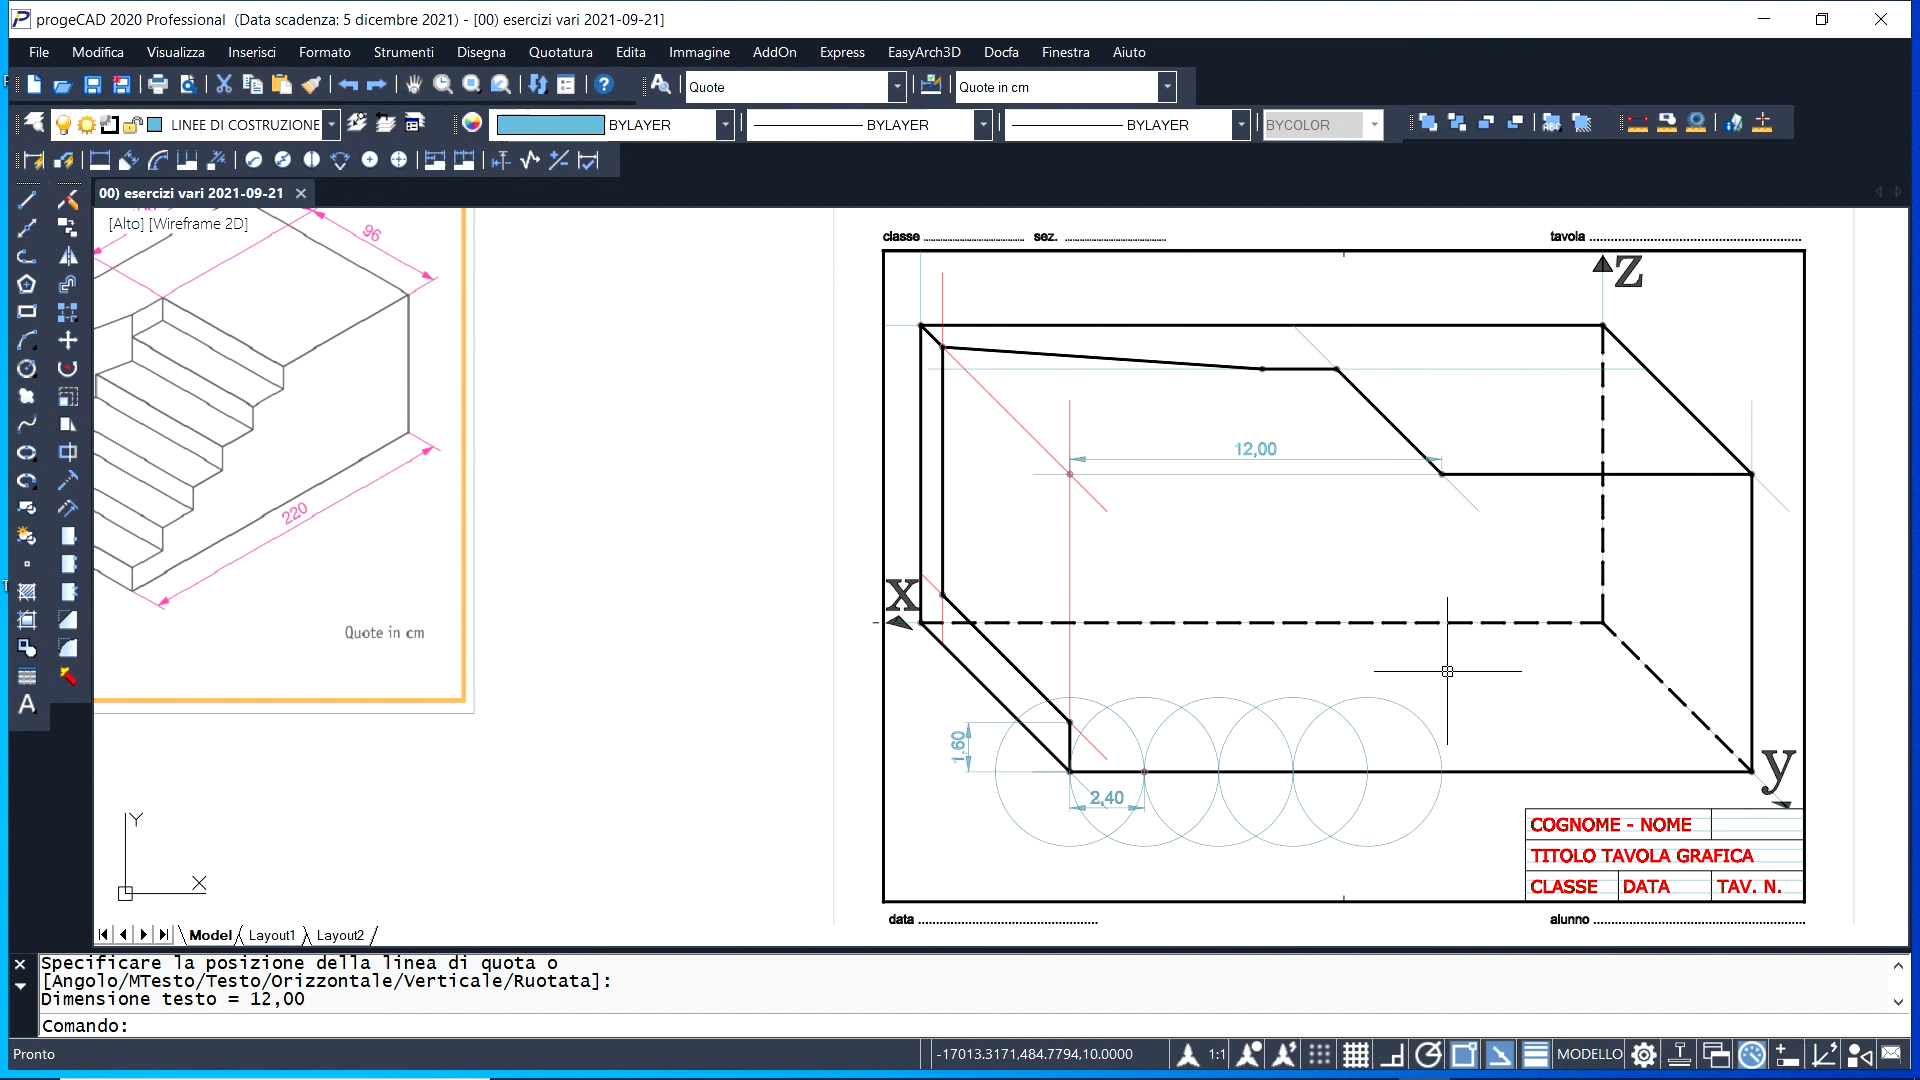 progeCAD 2020 Professional (Data scadenza: 5 dicembre 2021) - [00) esercizi vari 2021-09-21]
File Modifica Visualizza Inserisci Formato Strumenti Disegna Quotatura Edita Immagine AddOn Express EasyArch3D Docfa Finestra Aiuto
Quote Quote in cm
LINEE DI COSTRUZIONE BYLAYER BYLAYER BYLAYER BYCOLOR
00) esercizi vari 2021-09-21
[Alto] [Wireframe 2D]
96
220
Quote in cm
classe sez. tavola
Z
12,00
X
1,60
2,40
y
COGNOME - NOME
TITOLO TAVOLA GRAFICA
CLASSE DATA TAV. N.
data alunno
Y
X
Model Layout1 Layout2
Specificare la posizione della linea di quota o
[Angolo/MTesto/Testo/Orizzontale/Verticale/Ruotata]:
Dimensione testo = 12,00
Comando:
Pronto -17013.3171,484.7794,10.0000 1:1 MODELLO